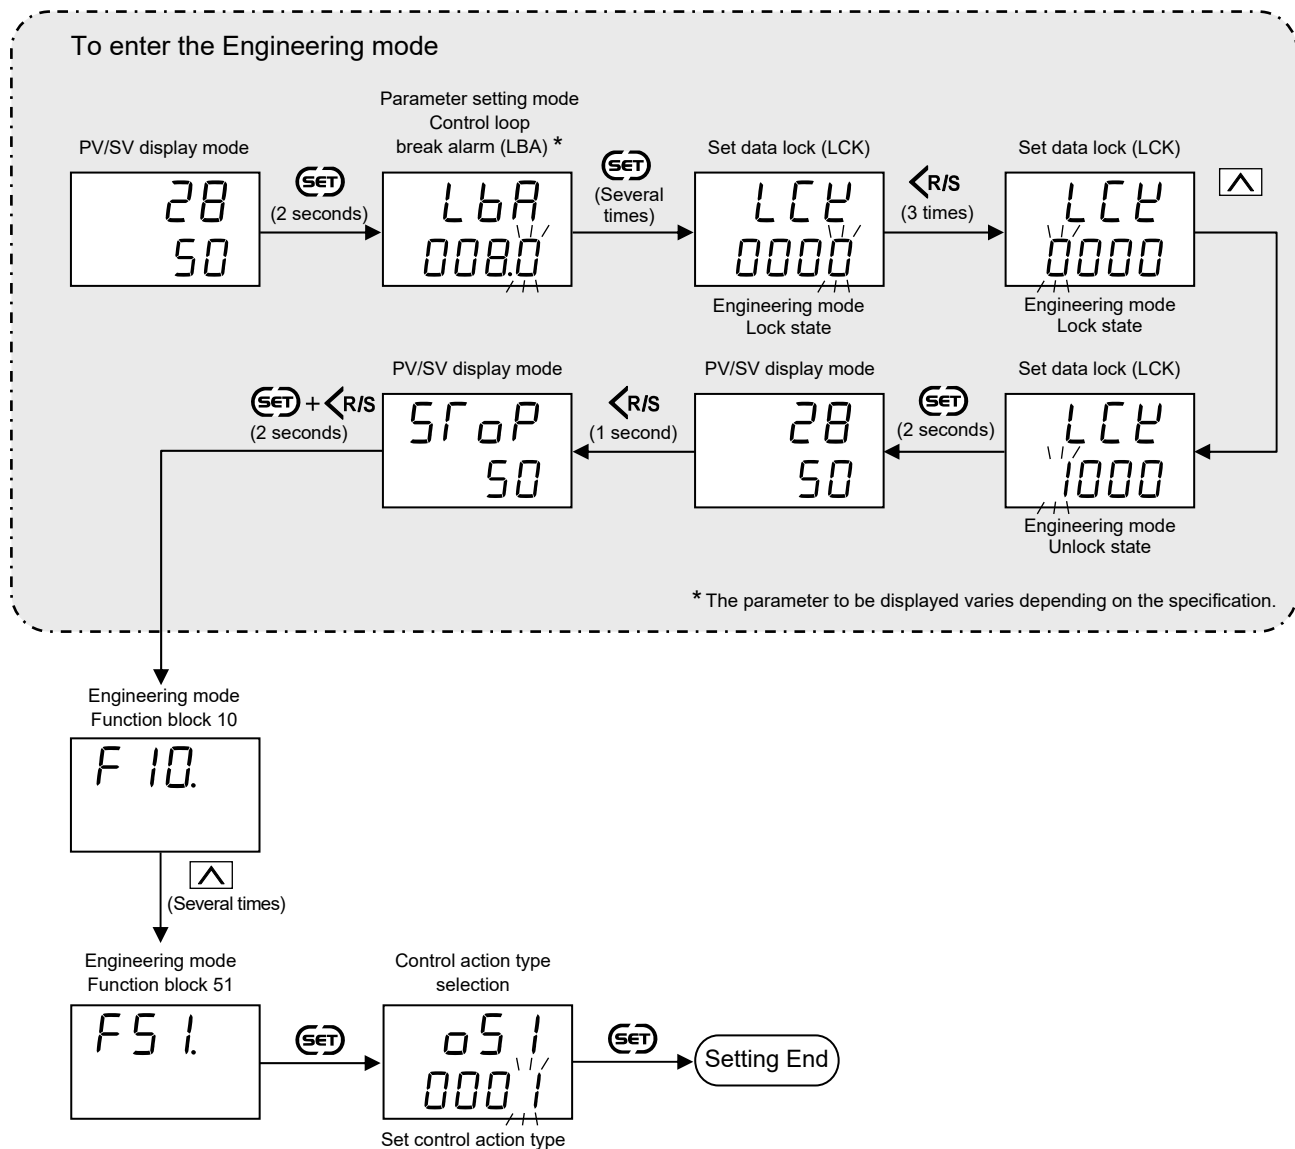 To enter the Engineering mode
Parameter setting mode
Control loop
break alarm (LBA) *
PV/SV display mode
28
50
SET
(2 seconds)
LbA
008.0
SET
(Several
times)
Set data lock (LCK)
LCK
0000
Engineering mode
Lock state
<R/S
(3 times)
Set data lock (LCK)
LCK
0000
Engineering mode
Lock state
Set data lock (LCK)
LCK
1000
Engineering mode
Unlock state
SET
(2 seconds)
PV/SV display mode
28
50
<R/S
(1 second)
PV/SV display mode
SToP
50
SET + <R/S
(2 seconds)
* The parameter to be displayed varies depending on the specification.
Engineering mode
Function block 10
F 10.
(Several times)
Engineering mode
Function block 51
F51.
SET
Control action type
selection
oS1
0001
Set control action type
SET
Setting End